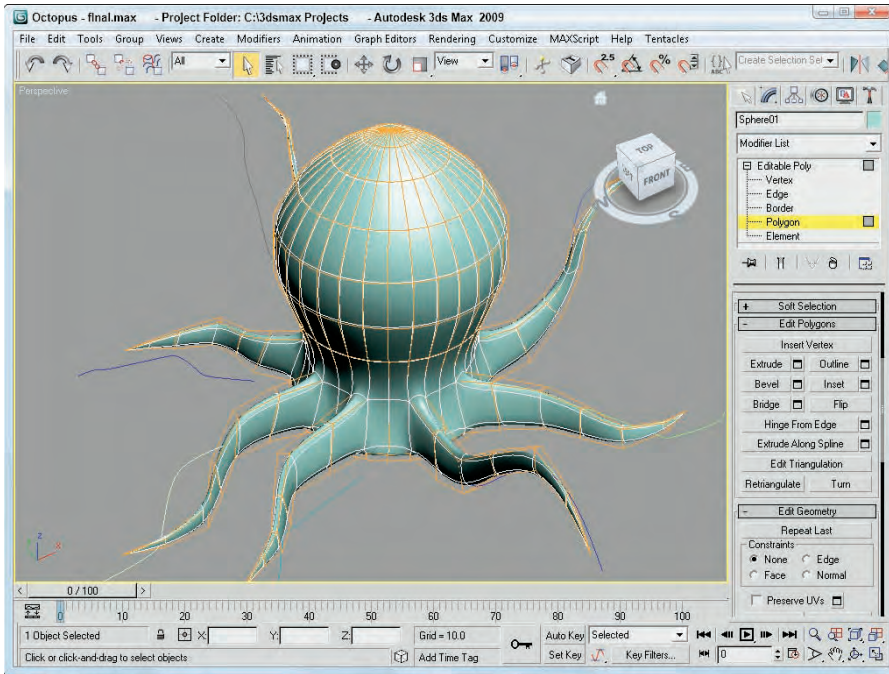 Octopus - final.max - Project Folder: C:\3dsmax Projects - Autodesk 3ds Max 2009
File Edit Tools Group Views Create Modifiers Animation Graph Editors Rendering Customize MAXScript Help Tentacles
All View 2.5 ABC Create Selection Set
Perspective
TOP
FRONT
S
Sphere01
Modifier List
Editable Poly
Vertex
Edge
Border
Polygon
Element
+ Soft Selection
- Edit Polygons
Insert Vertex
Extrude Outline
Bevel Inset
Bridge Flip
Hinge From Edge
Extrude Along Spline
Edit Triangulation
Retriangulate Turn
- Edit Geometry
Repeat Last
Constraints
None Edge
Face Normal
Preserve UVs
z
x
< 0 / 100 >
0 10 20 30 40 50 60 70 80 90 100
1 Object Selected X: Y: Z: Grid = 10.0 Auto Key Selected
Click or click-and-drag to select objects Add Time Tag Set Key Key Filters... 0